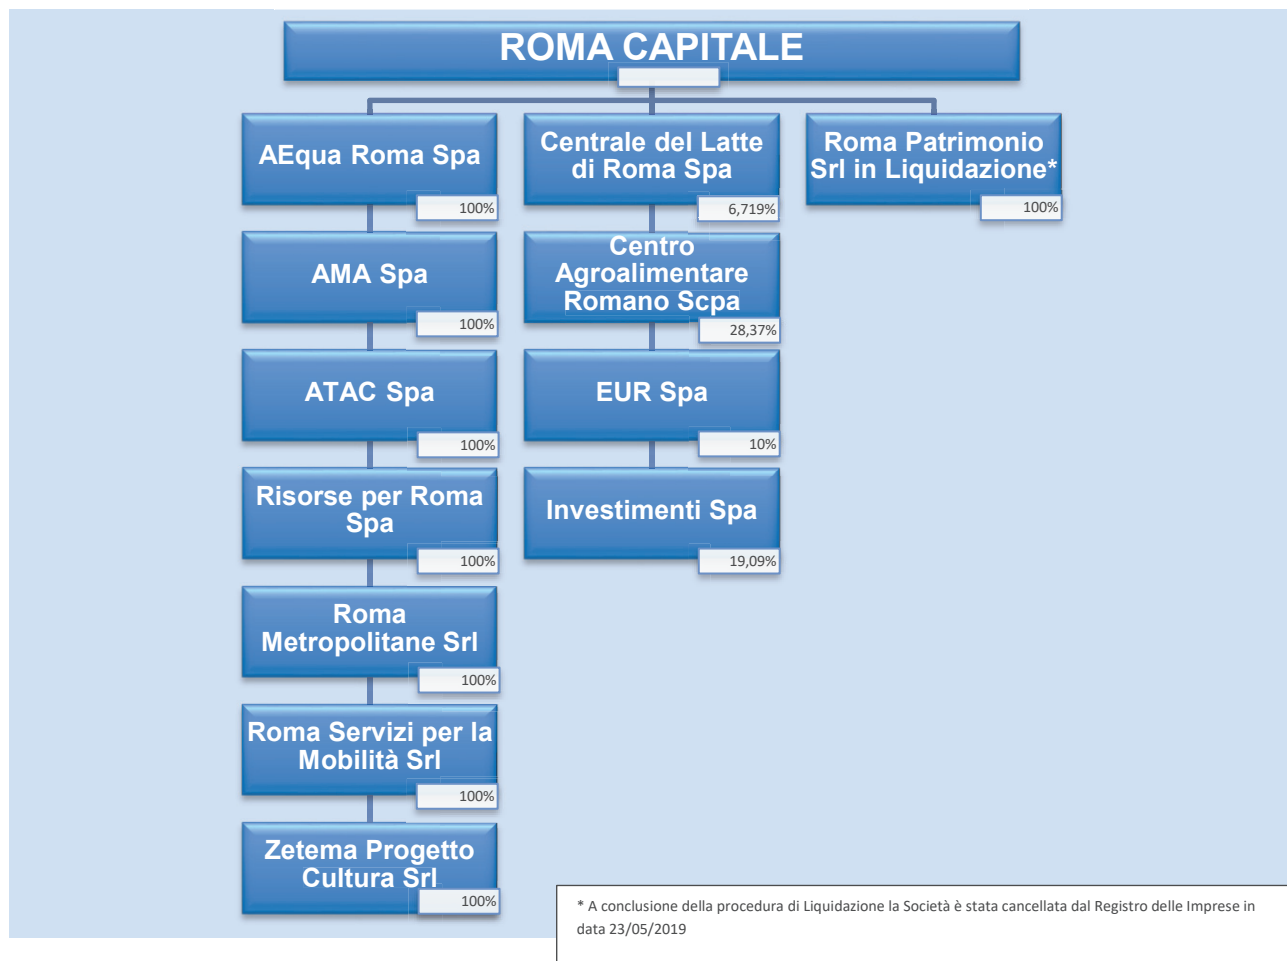 ROMA CAPITALE
AEqua Roma Spa
100%
AMA Spa
100%
ATAC Spa
100%
Risorse per Roma
Spa
100%
Roma
Metropolitane Srl
100%
Roma Servizi per la
Mobilità Srl
100%
Zetema Progetto
Cultura Srl
100%
Centrale del Latte
di Roma Spa
6,719%
Centro
Agroalimentare
Romano Scpa
28,37%
EUR Spa
10%
Investimenti Spa
19,09%
Roma Patrimonio
Srl in Liquidazione*
100%
* A conclusione della procedura di Liquidazione la Società è stata cancellata dal Registro delle Imprese in
data 23/05/2019